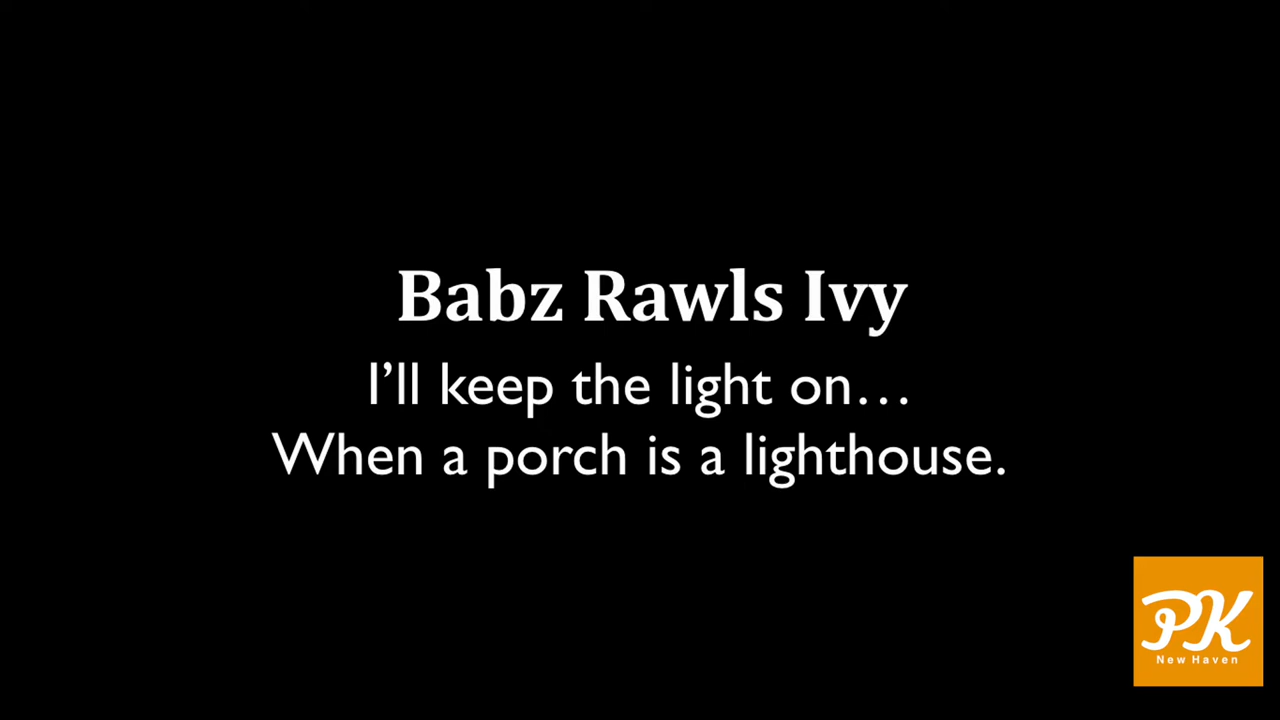 Babz Rawls Ivy
I’ll keep the light on…
When a porch is a lighthouse.
PK
New Haven